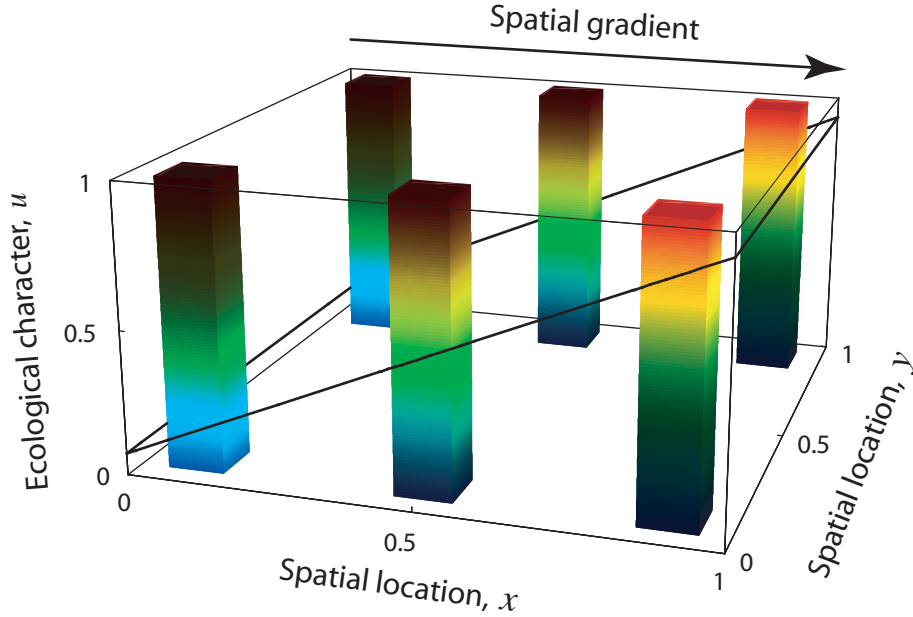 Spatial gradient
Ecological character, u
1
0.5
0
0
0.5
1
Spatial location, x
0
0.5
1
Spatial location, y